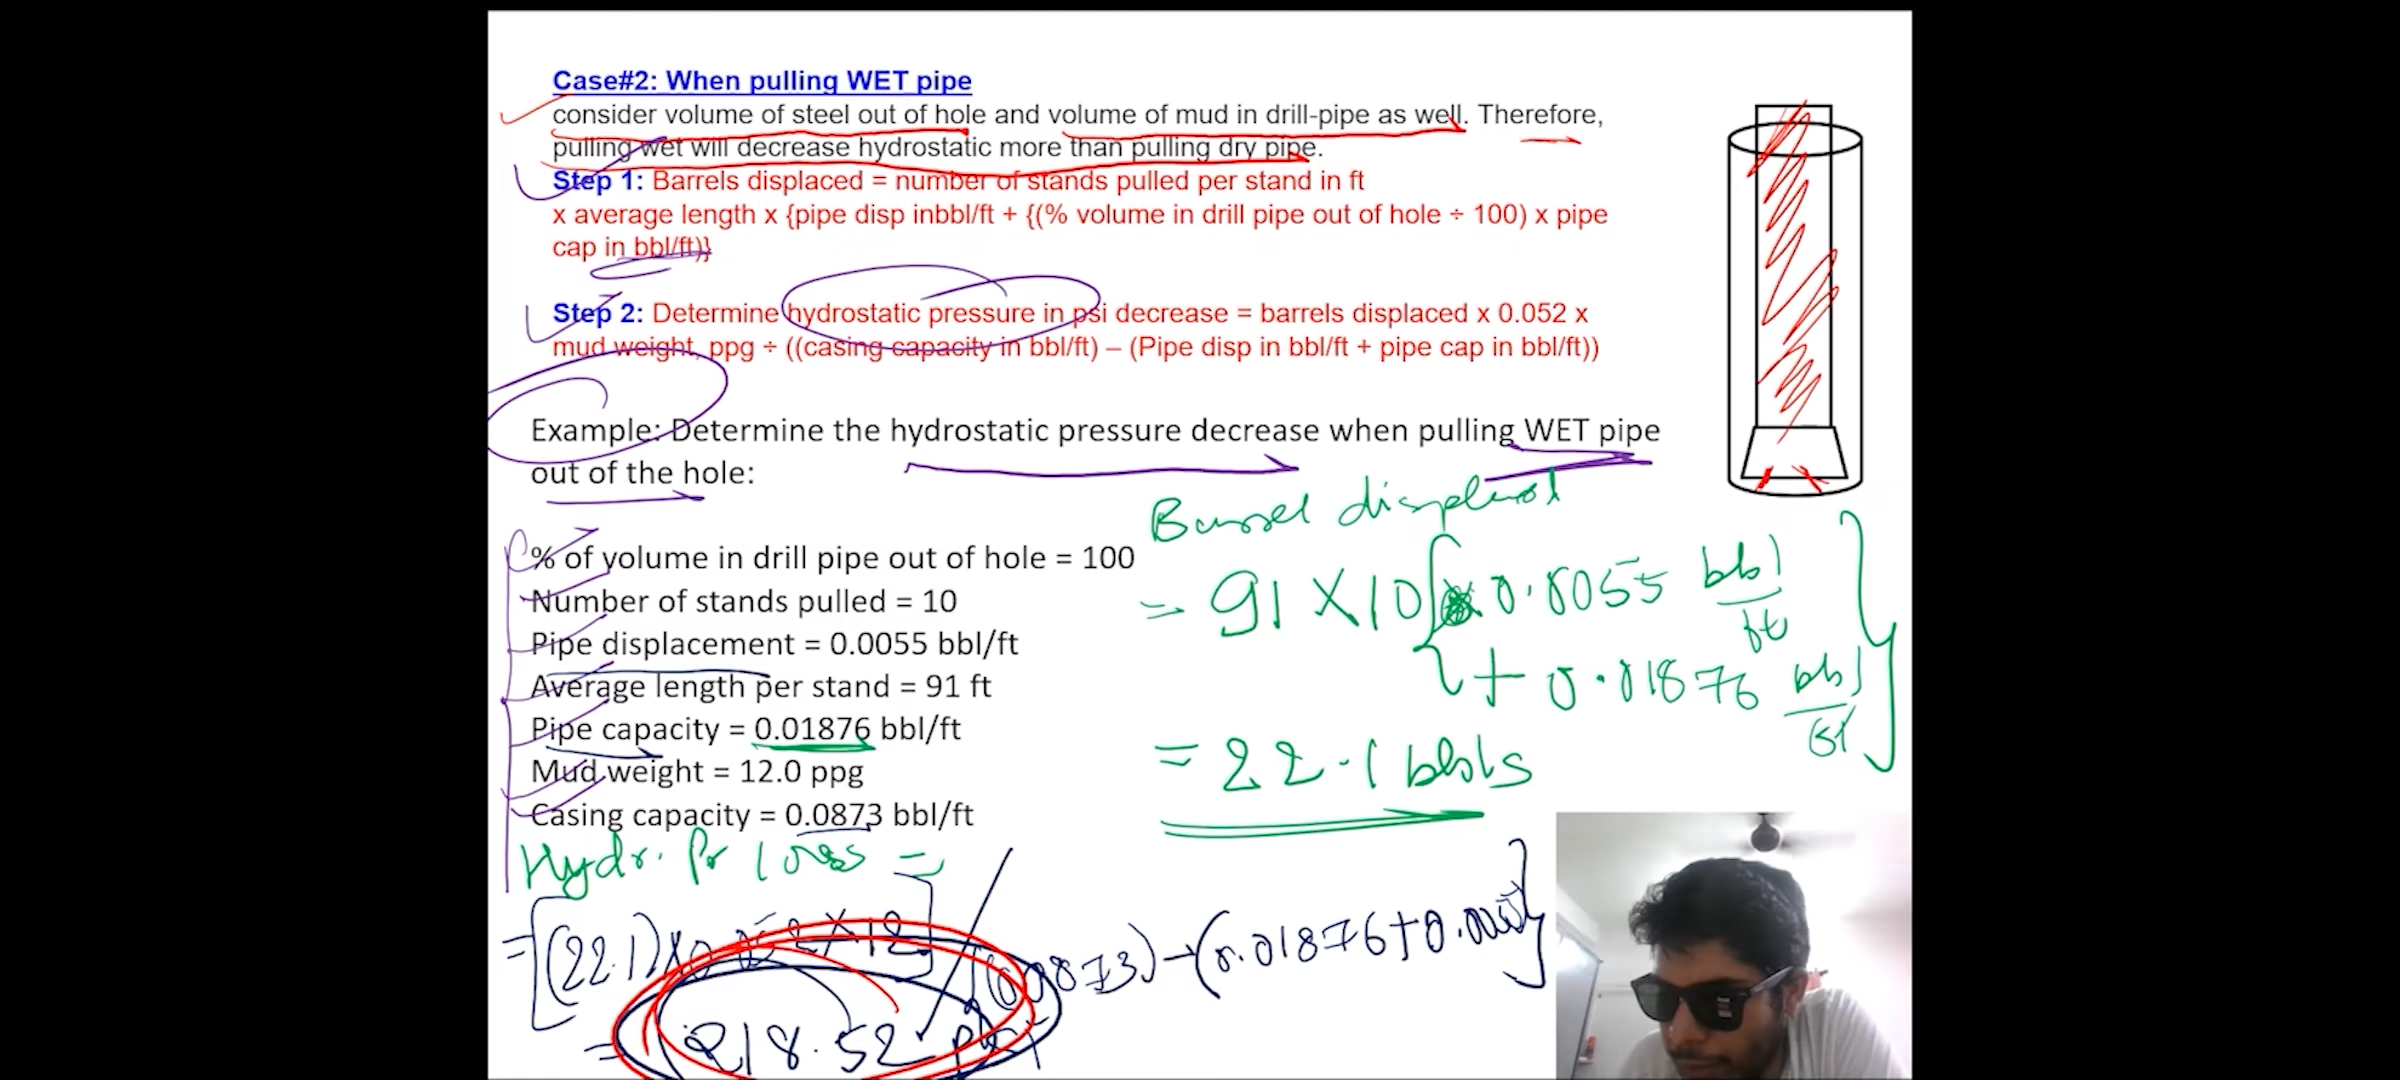 Case#2: When pulling WET pipe
consider volume of steel out of hole and volume of mud in drill-pipe as well. Therefore,
pulling wet will decrease hydrostatic more than pulling dry pipe.
Step 1: Barrels displaced = number of stands pulled per stand in ft
x average length x {pipe disp inbbl/ft + {(% volume in drill pipe out of hole ÷ 100) x pipe
cap in bbl/ft)}
Step 2: Determine hydrostatic pressure in psi decrease = barrels displaced x 0.052 x
mud weight, ppg ÷ ((casing capacity in bbl/ft) – (Pipe disp in bbl/ft + pipe cap in bbl/ft))
Example: Determine the hydrostatic pressure decrease when pulling WET pipe
out of the hole:
% of volume in drill pipe out of hole = 100
Number of stands pulled = 10
Pipe displacement = 0.0055 bbl/ft
Average length per stand = 91 ft
Pipe capacity = 0.01876 bbl/ft
Mud weight = 12.0 ppg
Casing capacity = 0.0873 bbl/ft
Barrel
= 91 X 10 { 0.0055 bbl/ft
+ 0.01876 bbl/ft }
= 22.1 bbls
Hydr. Pr loss =
= [(22.1) X 0.052 X 12] / {(0.0873) - (0.01876 +
= 218.52 psi